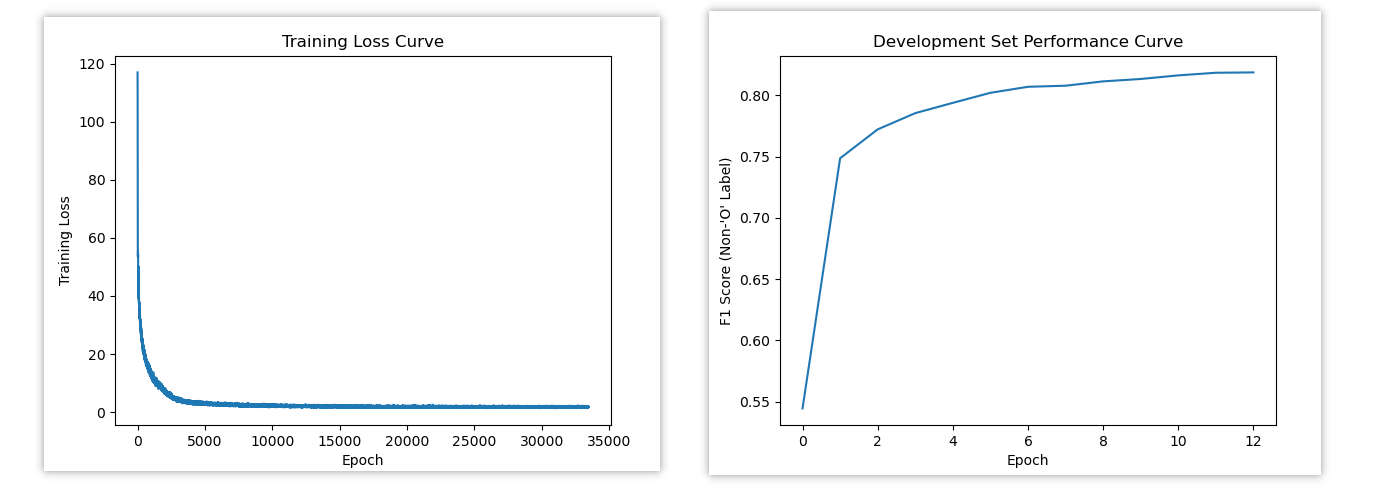 Training Loss Curve
120
100
80
60
40
20
0
Training Loss
0 5000 10000 15000 20000 25000 30000 35000
Epoch
Development Set Performance Curve
0.80
0.75
0.70
0.65
0.60
0.55
F1 Score (Non-'O' Label)
0 2 4 6 8 10 12
Epoch